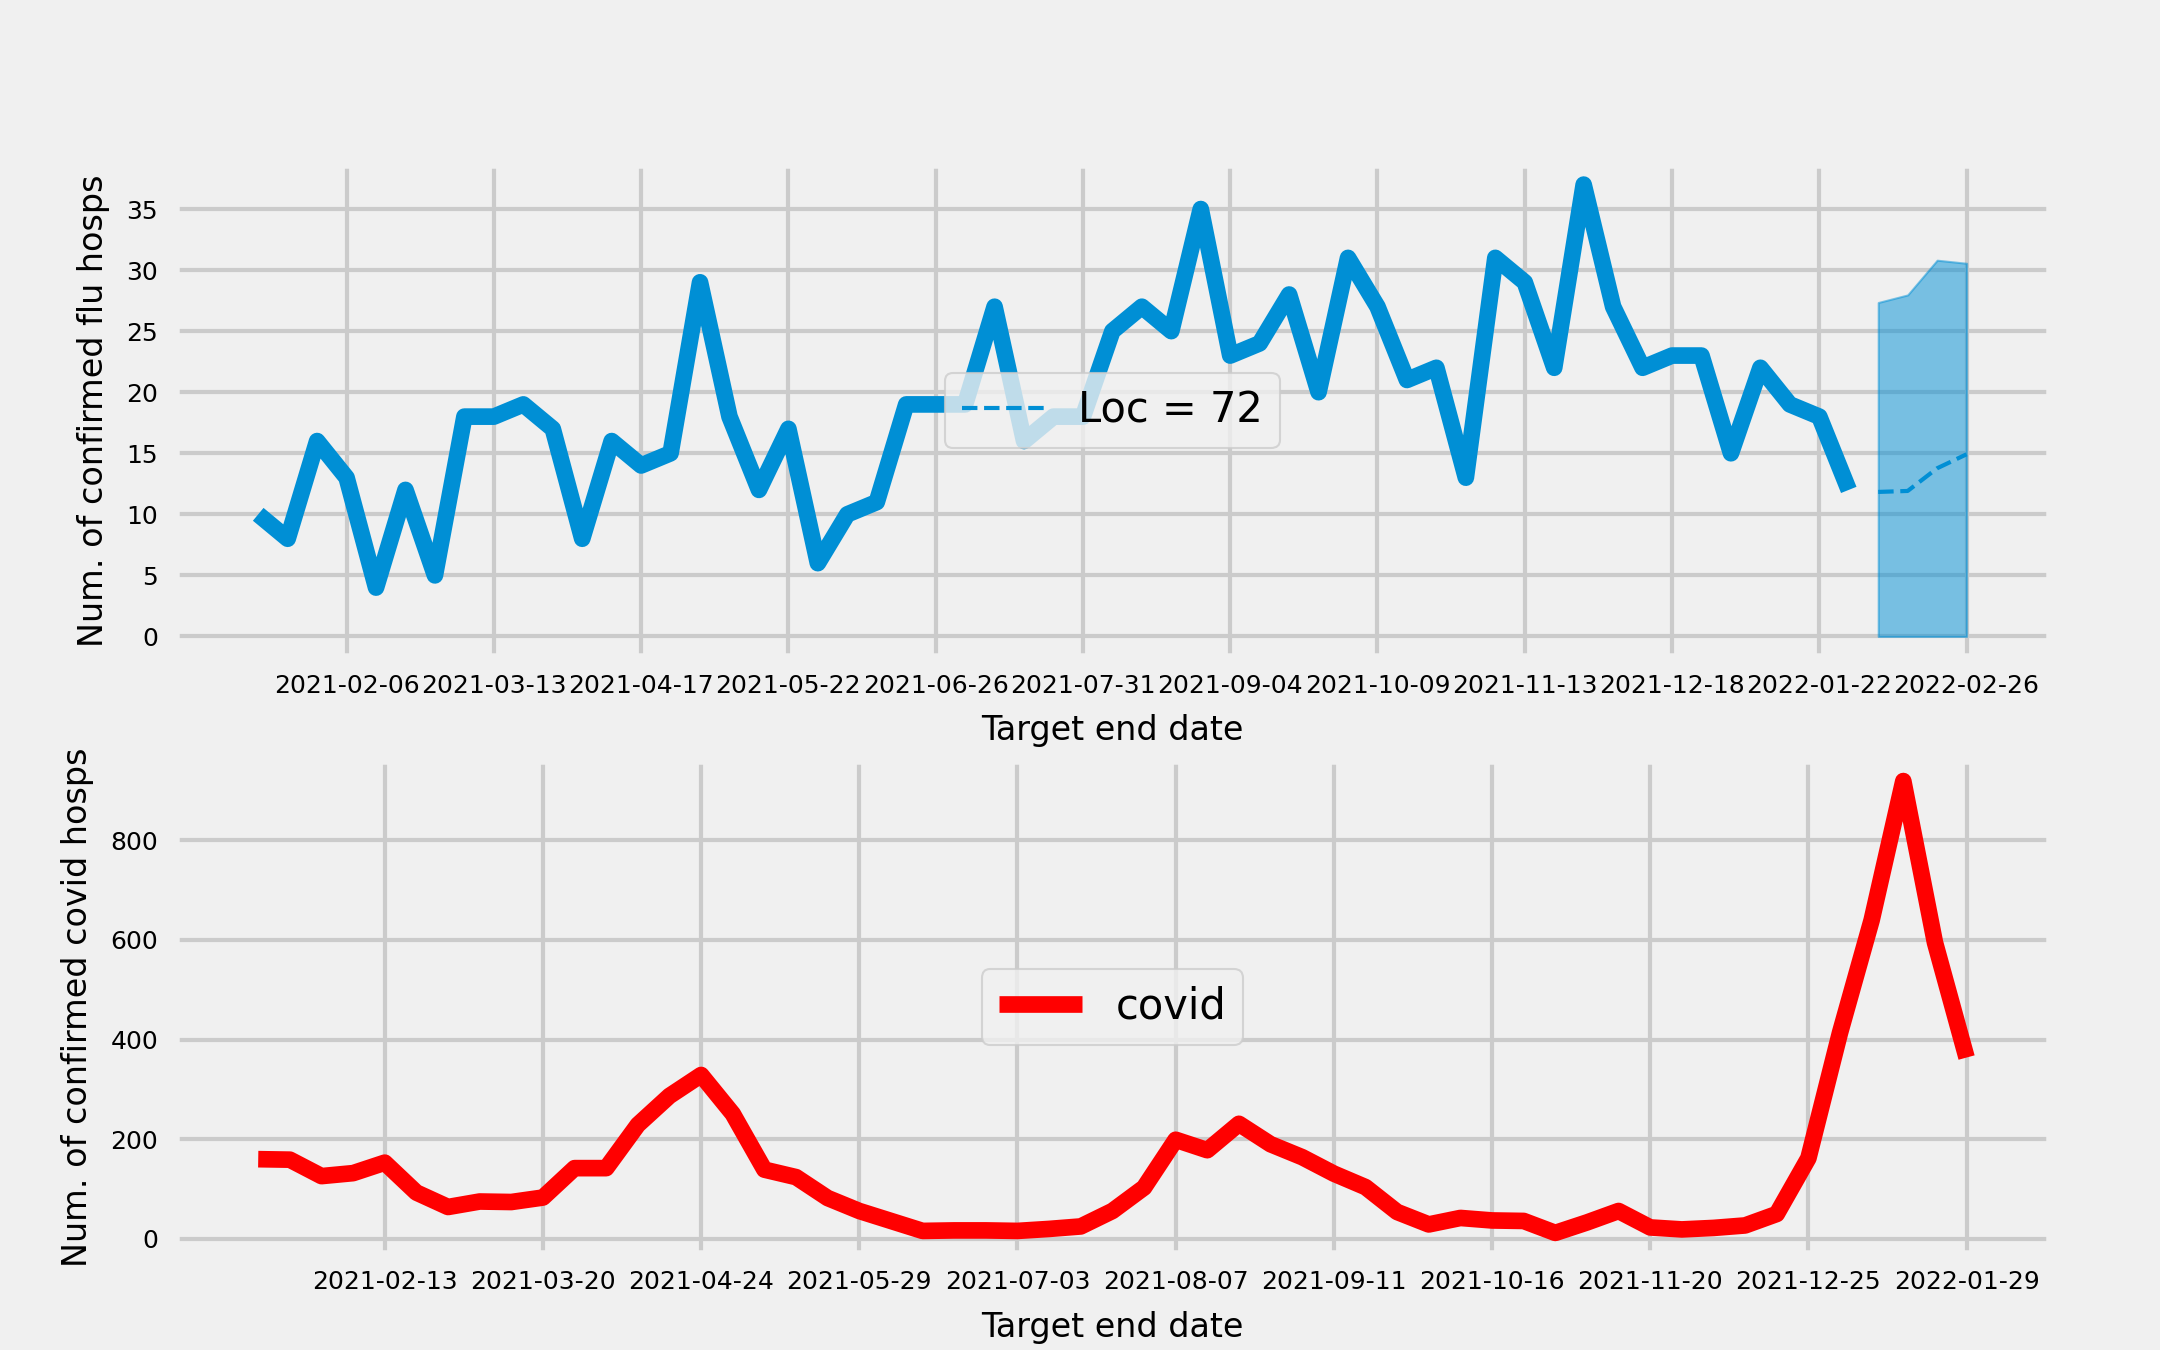 Num. of confirmed flu hosps
35
30
25
20
15
10
5
0
Loc = 72
2021-02-06 2021-03-13 2021-04-17 2021-05-22 2021-06-26 2021-07-31 2021-09-04 2021-10-09 2021-11-13 2021-12-18 2022-01-22 2022-02-26
Target end date
Num. of confirmed covid hosps
800
600
400
200
0
covid
2021-02-13 2021-03-20 2021-04-24 2021-05-29 2021-07-03 2021-08-07 2021-09-11 2021-10-16 2021-11-20 2021-12-25 2022-01-29
Target end date